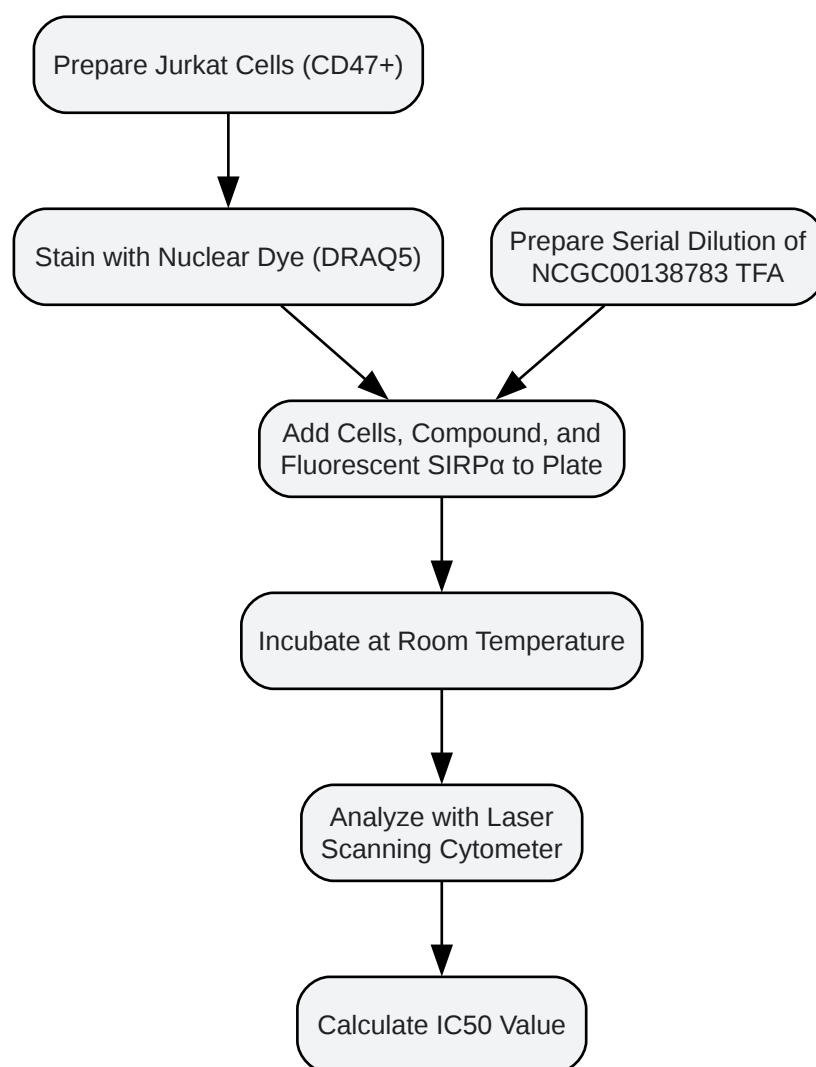 Prepare Jurkat Cells (CD47+)
Stain with Nuclear Dye (DRAQ5)
Prepare Serial Dilution of
NCGC00138783 TFA
Add Cells, Compound, and
Fluorescent SIRPα to Plate
Incubate at Room Temperature
Analyze with Laser
Scanning Cytometer
Calculate IC50 Value